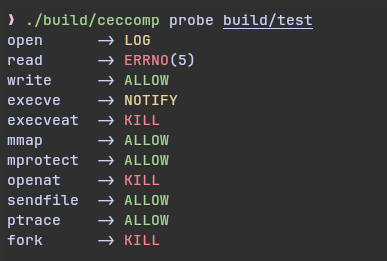 ❯ ./build/ceccomp probe build/test
open      -> LOG
read      -> ERRNO(5)
write     -> ALLOW
execve    -> NOTIFY
execveat  -> KILL
mmap      -> ALLOW
mprotect  -> ALLOW
openat    -> KILL
sendfile  -> ALLOW
ptrace    -> ALLOW
fork      -> KILL